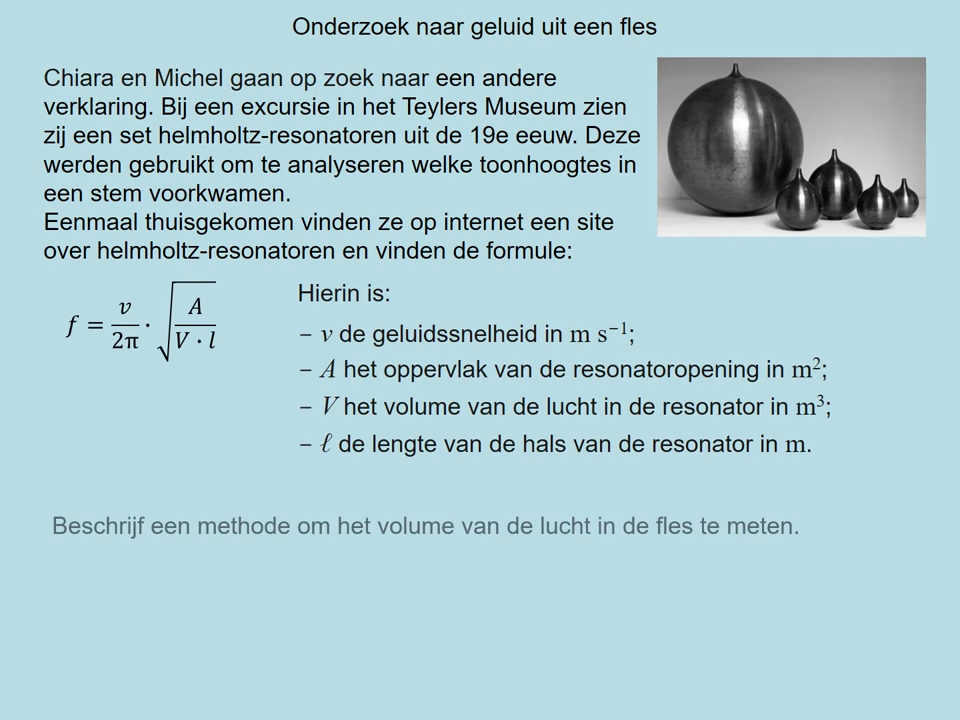 Onderzoek naar geluid uit een fles
Chiara en Michel gaan op zoek naar een andere
verklaring. Bij een excursie in het Teylers Museum zien
zij een set helmholtz-resonatoren uit de 19e eeuw. Deze
werden gebruikt om te analyseren welke toonhoogtes in
een stem voorkwamen.
Eenmaal thuisgekomen vinden ze op internet een site
over helmholtz-resonatoren en vinden de formule:
f = v/2π · √(A/(V · l))
Hierin is:
– v de geluidssnelheid in m s⁻¹;
– A het oppervlak van de resonatoropening in m²;
– V het volume van de lucht in de resonator in m³;
– ℓ de lengte van de hals van de resonator in m.
Beschrijf een methode om het volume van de lucht in de fles te meten.